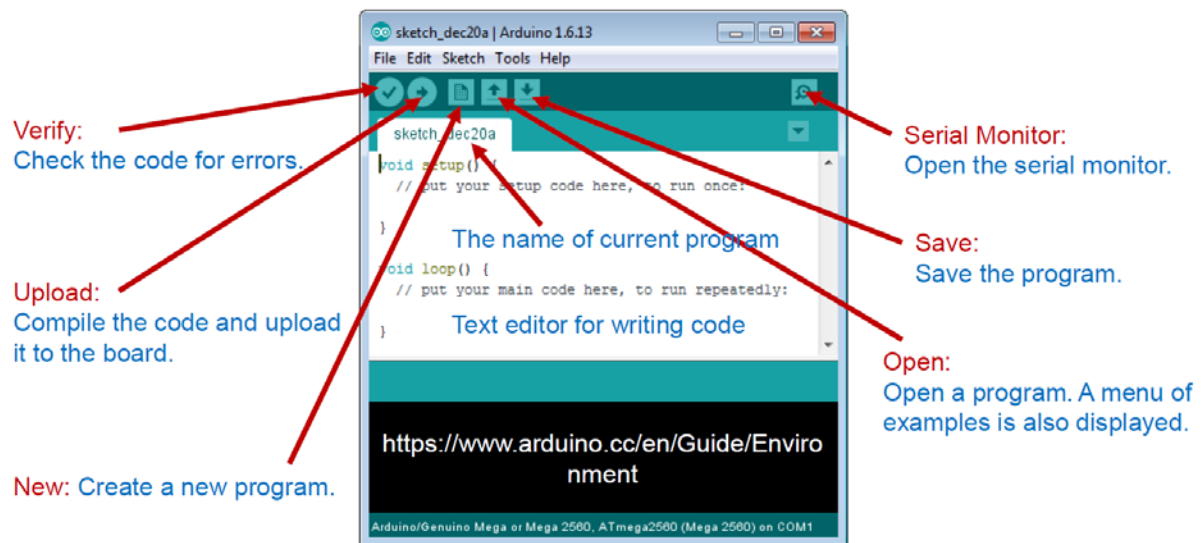 sketch_dec20a | Arduino 1.6.13
File Edit Sketch Tools Help
sketch_dec20a
void setup() {
// put your setup code here, to run once:
}
void loop() {
// put your main code here, to run repeatedly:
}
The name of current program
Text editor for writing code
https://www.arduino.cc/en/Guide/Enviro
nment
Arduino/Genuino Mega or Mega 2560, ATmega2560 (Mega 2560) on COM1
Verify:
Check the code for errors.
Upload:
Compile the code and upload
it to the board.
New: Create a new program.
Serial Monitor:
Open the serial monitor.
Save:
Save the program.
Open:
Open a program. A menu of
examples is also displayed.